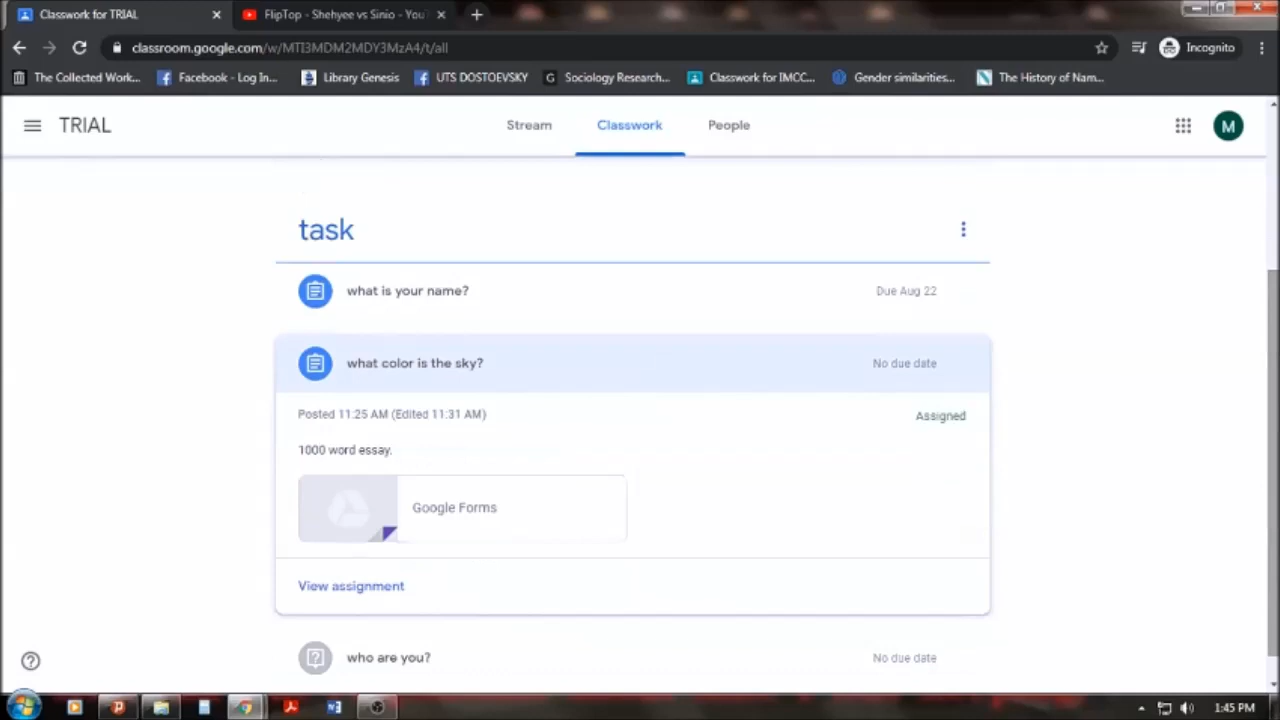 Classwork for TRIAL
FlipTop - Shehyee vs Sinio - You
classroom.google.com/w/MTI3MDM2MDY3MzA4/t/all
Incognito
The Collected Work...
Facebook - Log In...
Library Genesis
UTS DOSTOEVSKY
Sociology Research...
Classwork for IMCC...
Gender similarities...
The History of Nam...
TRIAL
Stream
Classwork
People
M
task
what is your name?
Due Aug 22
what color is the sky?
No due date
Posted 11:25 AM (Edited 11:31 AM)
Assigned
1000 word essay.
Google Forms
View assignment
who are you?
No due date
1:45 PM